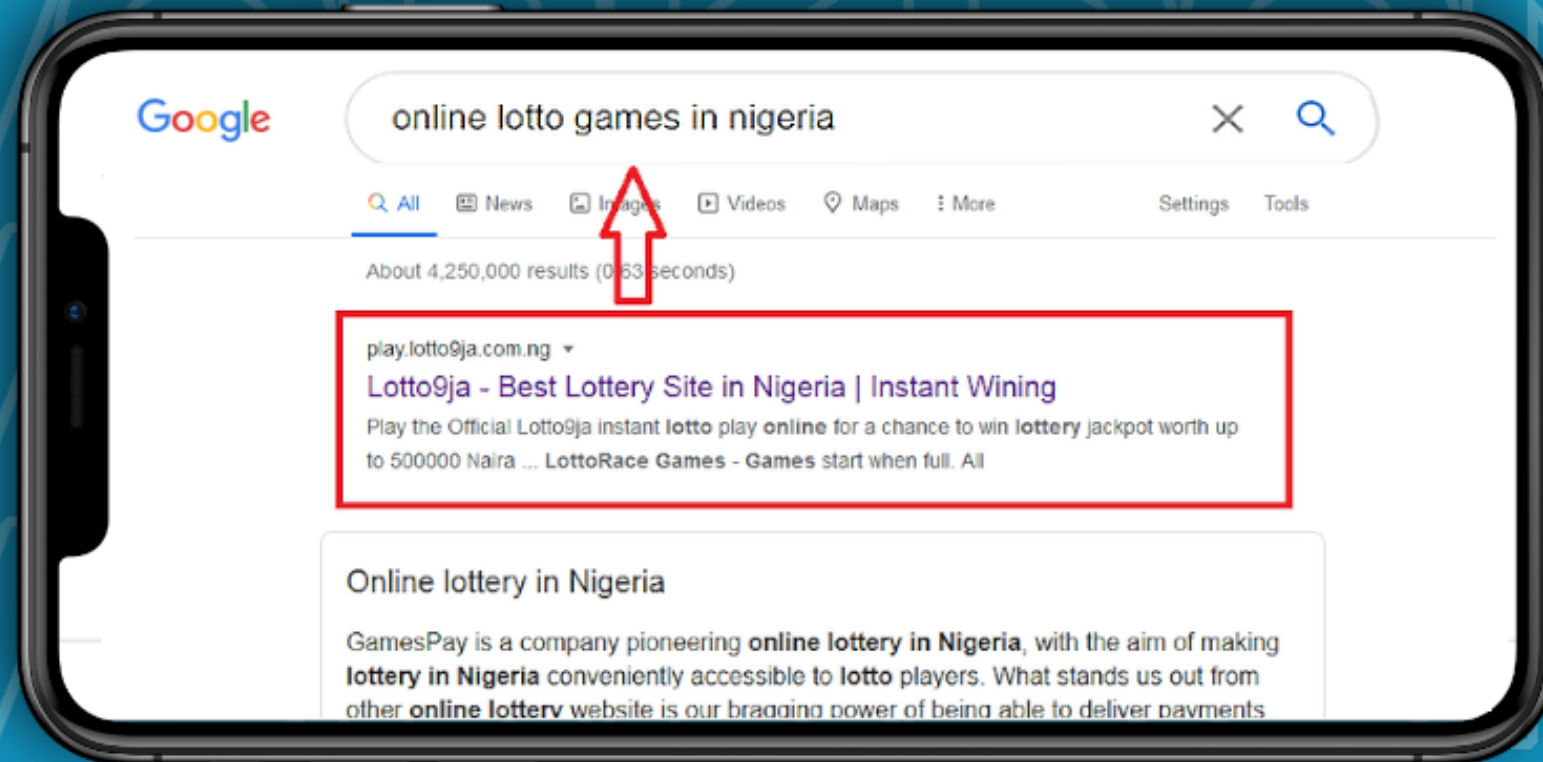 Google
online lotto games in nigeria
All News Images Videos Maps More Settings Tools
About 4,250,000 results (0.63 seconds)
play.lotto9ja.com.ng
Lotto9ja - Best Lottery Site in Nigeria | Instant Wining
Play the Official Lotto9ja instant lotto play online for a chance to win lottery jackpot worth up
to 500000 Naira ... LottoRace Games - Games start when full. All
Online lottery in Nigeria
GamesPay is a company pioneering online lottery in Nigeria, with the aim of making
lottery in Nigeria conveniently accessible to lotto players. What stands us out from
other online lottery website is our bragging power of being able to deliver payments